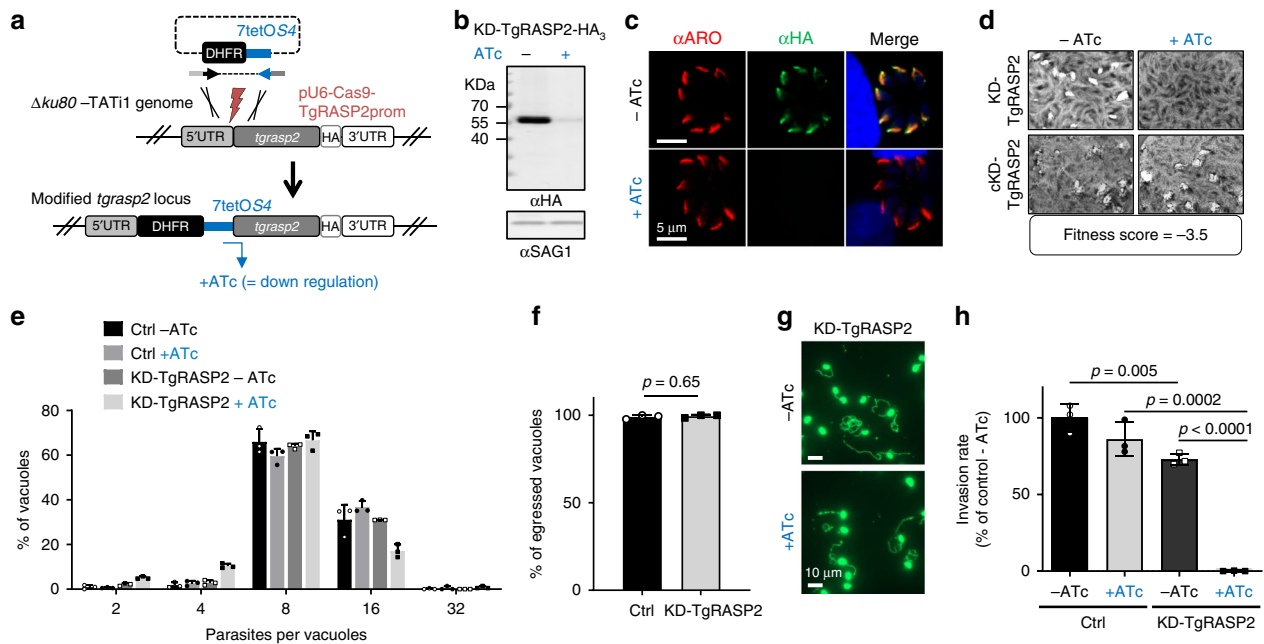 a
7tetOS4
DHFR
Δku80 –TATi1 genome
pU6-Cas9-
TgRASP2prom
5′UTR
tgrasp2
HA
3′UTR
Modified tgrasp2 locus
7tetOS4
5′UTR
DHFR
tgrasp2
HA
3′UTR
+ATc (= down regulation)
b
KD-TgRASP2-HA3
ATc – +
KDa
70
55
40
αHA
αSAG1
c
αARO αHA Merge
– ATc
+ ATc
5 μm
d
– ATc + ATc
KD-
TgRASP2
cKD-
TgRASP2
Fitness score = –3.5
e
Ctrl –ATc
Ctrl +ATc
KD-TgRASP2 – ATc
KD-TgRASP2 + ATc
% of vacuoles
80
60
40
20
0
2 4 8 16 32
Parasites per vacuoles
f
p = 0.65
% of egressed vacuoles
100
50
0
Ctrl KD-TgRASP2
g
KD-TgRASP2
–ATc
+ATc
10 μm
h
p = 0.005
p = 0.0002
p < 0.0001
Invasion rate
(% of control - ATc)
100
50
0
–ATc +ATc –ATc +ATc
Ctrl KD-TgRASP2